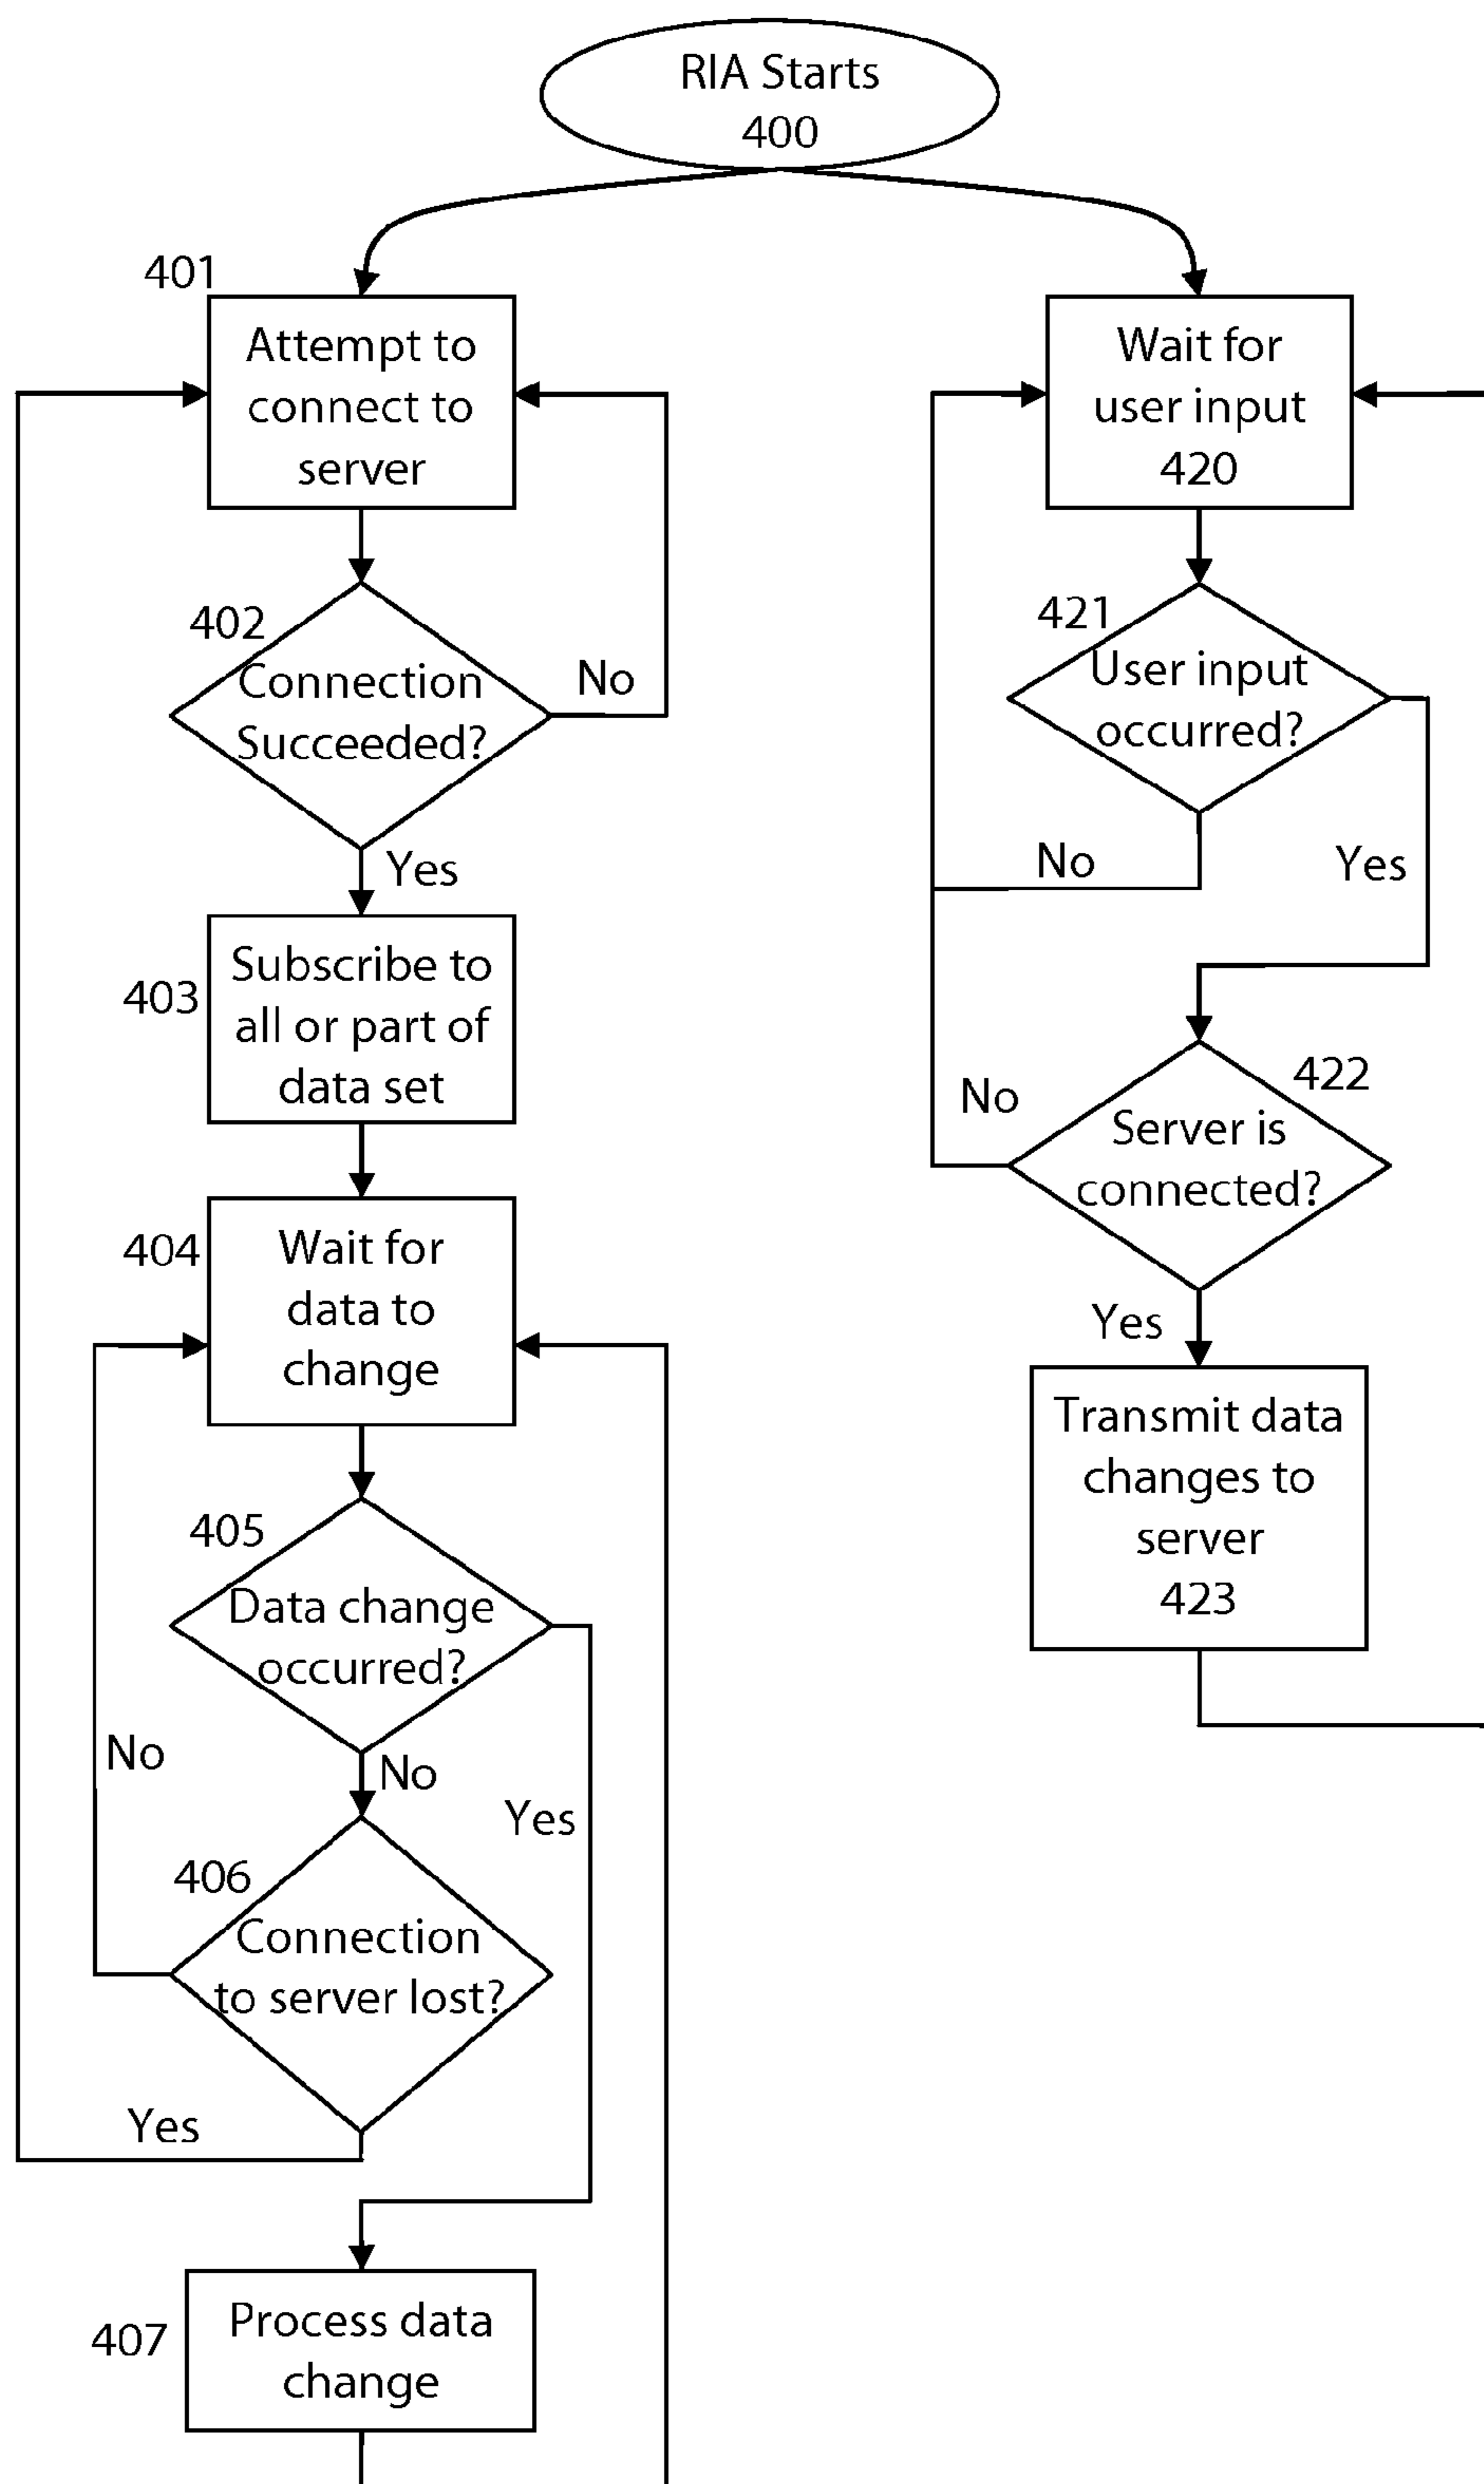 RIA Starts
400
401
Attempt to
connect to
server
402
Connection
Succeeded?
No
Yes
403
Subscribe to
all or part of
data set
404
Wait for
data to
change
405
Data change
occurred?
No
No
Yes
406
Connection
to server lost?
Yes
407
Process data
change
Wait for
user input
420
421
User input
occurred?
No
Yes
422
Server is
connected?
No
Yes
Transmit data
changes to
server
423